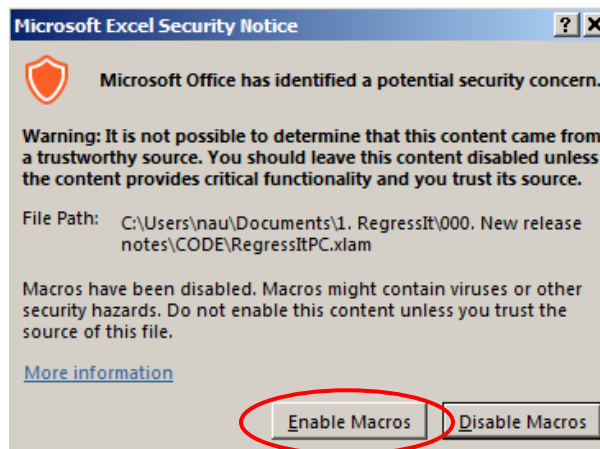 Microsoft Excel Security Notice ? X
Microsoft Office has identified a potential security concern.
Warning: It is not possible to determine that this content came from
a trustworthy source. You should leave this content disabled unless
the content provides critical functionality and you trust its source.
File Path: C:\Users\nau\Documents\1. RegressIt\000. New release
notes\CODE\RegressItPC.xlam
Macros have been disabled. Macros might contain viruses or other
security hazards. Do not enable this content unless you trust the
source of this file.
More information
Enable Macros Disable Macros